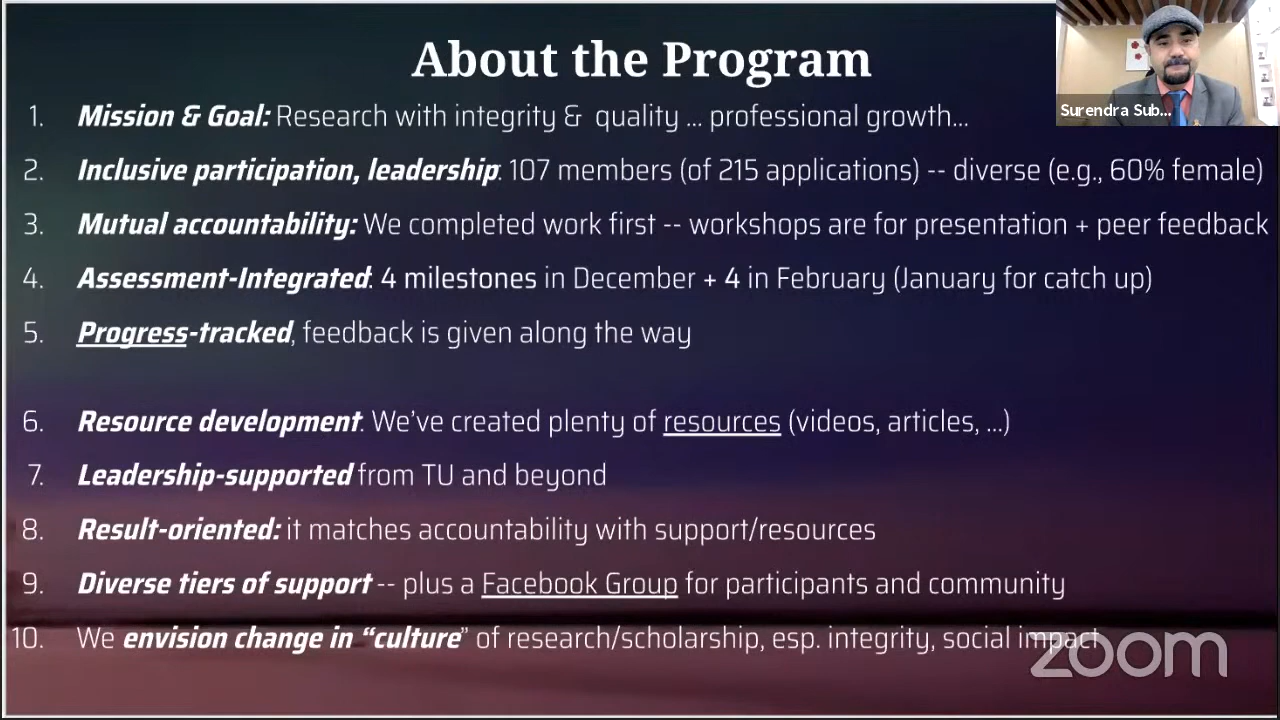 About the Program
Surendra Sub...
1. Mission & Goal: Research with integrity & quality ... professional growth...
2. Inclusive participation, leadership: 107 members (of 215 applications) -- diverse (e.g., 60% female)
3. Mutual accountability: We completed work first -- workshops are for presentation + peer feedback
4. Assessment-Integrated: 4 milestones in December + 4 in February (January for catch up)
5. Progress-tracked, feedback is given along the way
6. Resource development: We've created plenty of resources (videos, articles, ...)
7. Leadership-supported from TU and beyond
8. Result-oriented: it matches accountability with support/resources
9. Diverse tiers of support -- plus a Facebook Group for participants and community
10. We envision change in “culture” of research/scholarship, esp. integrity, social impact
zoom